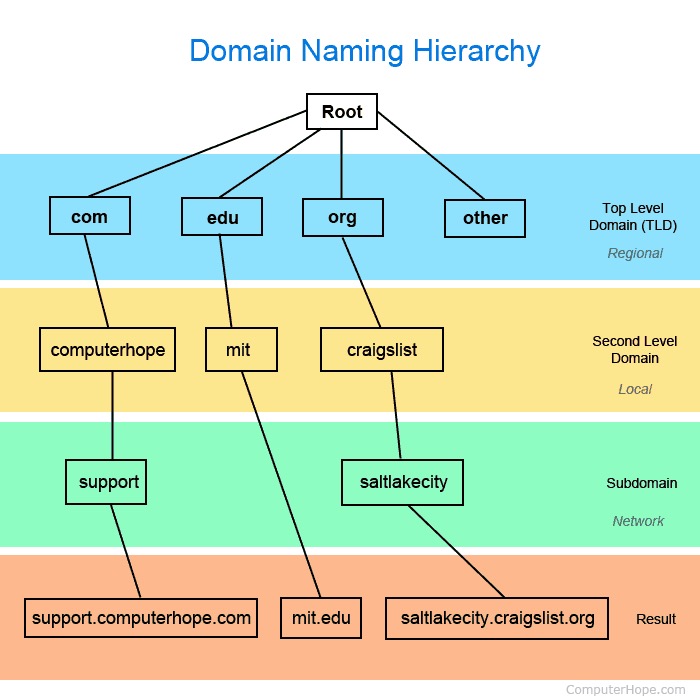 Domain Naming Hierarchy
Root
com
edu
org
other
Top Level
Domain (TLD)
Regional
computerhope
mit
craigslist
Second Level
Domain
Local
support
saltlakecity
Subdomain
Network
support.computerhope.com
mit.edu
saltlakecity.craigslist.org
Result
ComputerHope.com